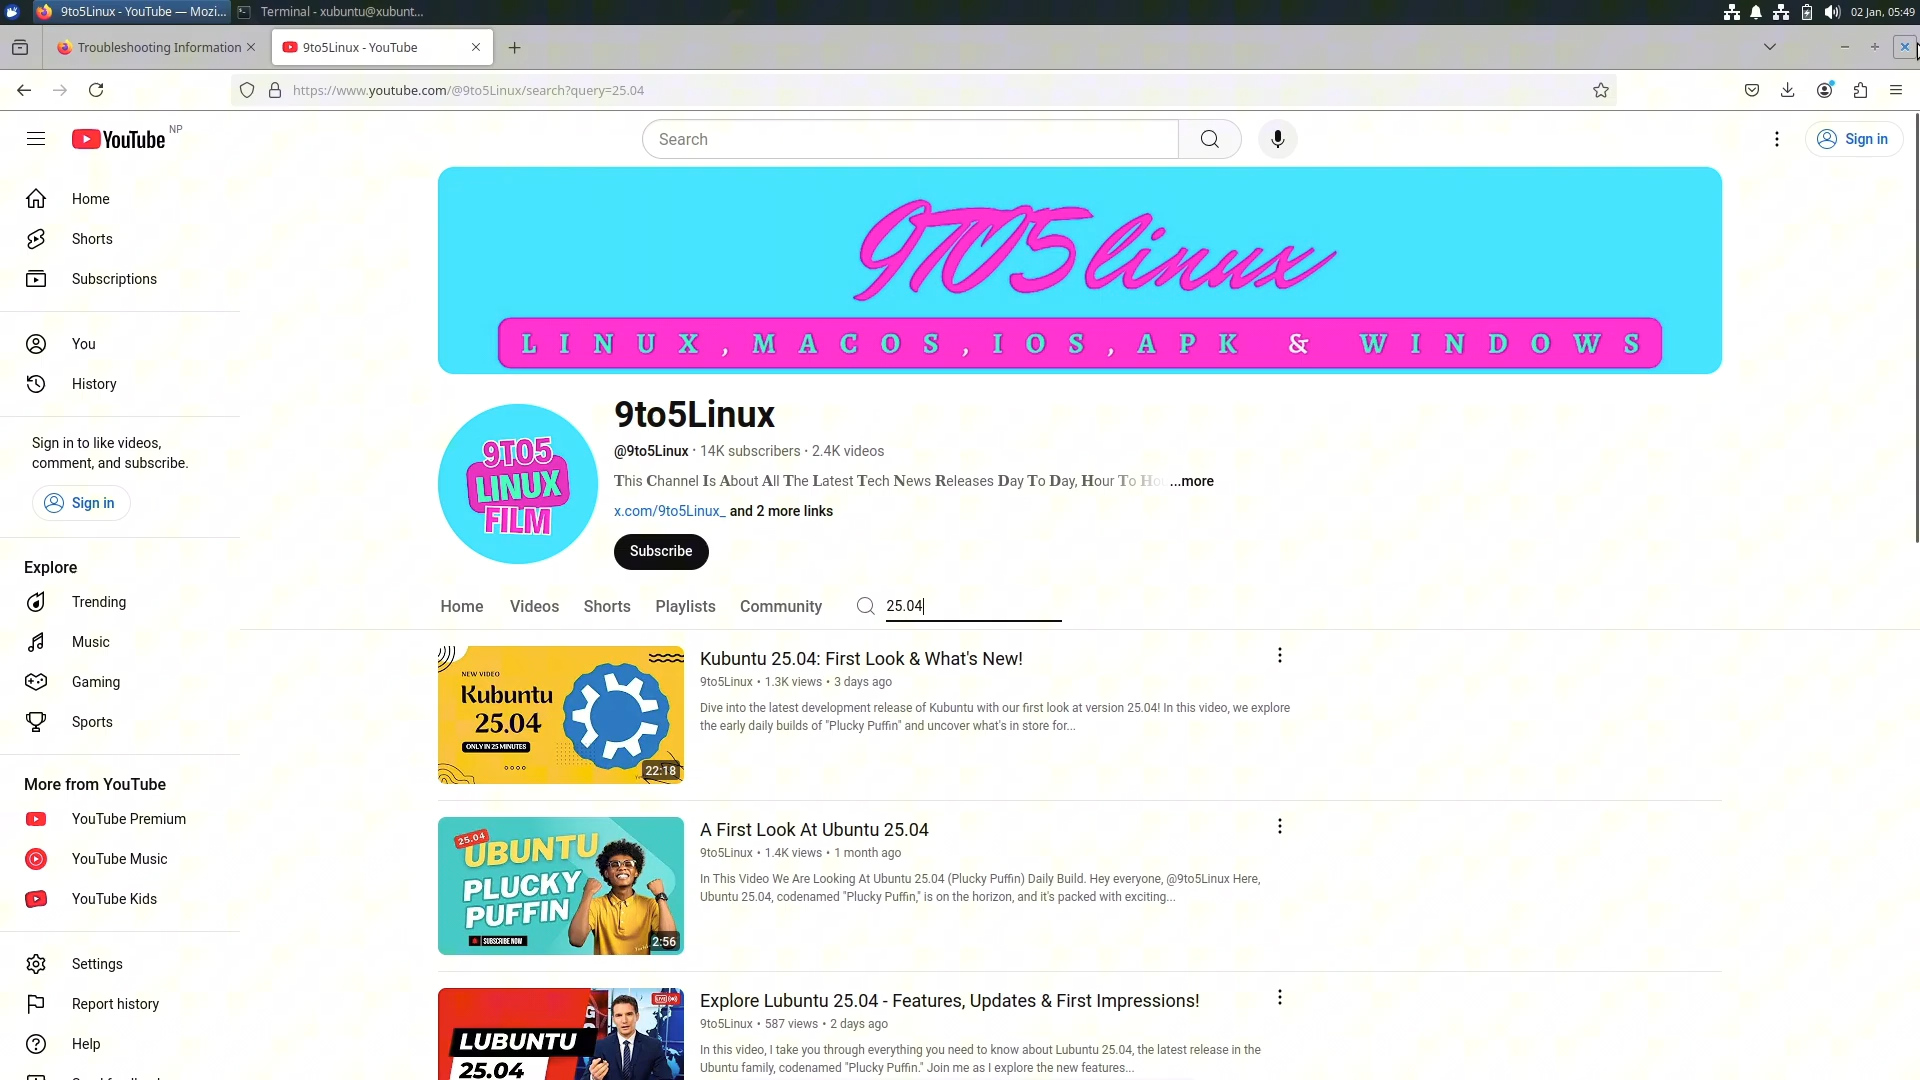 9to5Linux - YouTube — Mozi...
Terminal - xubuntu@xubunt...
02 Jan, 05:49
Troubleshooting Information
9to5Linux - YouTube
https://www.youtube.com/@9to5Linux/search?query=25.04
YouTube NP
Search
Sign in
Home
Shorts
Subscriptions
You
History
Sign in to like videos,
comment, and subscribe.
Sign in
Explore
Trending
Music
Gaming
Sports
More from YouTube
YouTube Premium
YouTube Music
YouTube Kids
Settings
Report history
Help
9TO5linux
LINUX,MACOS,IOS,APK & WINDOWS
9TO5
LINUX
FILM
9to5Linux
@9to5Linux · 14K subscribers · 2.4K videos
This Channel Is About All The Latest Tech News Releases Day To Day, Hour To Ho ...more
x.com/9to5Linux_ and 2 more links
Subscribe
Home Videos Shorts Playlists Community 25.04
NEW VIDEO
Kubuntu
25.04
ONLY IN 25 MINUTES
22:18
Kubuntu 25.04: First Look & What's New!
9to5Linux • 1.3K views • 3 days ago
Dive into the latest development release of Kubuntu with our first look at version 25.04! In this video, we explore
the early daily builds of "Plucky Puffin" and uncover what's in store for...
25.04
UBUNTU
PLUCKY
PUFFIN
SUBSCRIBE NOW
2:56
A First Look At Ubuntu 25.04
9to5Linux • 1.4K views • 1 month ago
In This Video We Are Looking At Ubuntu 25.04 (Plucky Puffin) Daily Build. Hey everyone, @9to5Linux Here,
Ubuntu 25.04, codenamed "Plucky Puffin," is on the horizon, and it's packed with exciting...
LIVE
LUBUNTU
25.04
Explore Lubuntu 25.04 - Features, Updates & First Impressions!
9to5Linux • 587 views • 2 days ago
In this video, I take you through everything you need to know about Lubuntu 25.04, the latest release in the
Ubuntu family, codenamed "Plucky Puffin." Join me as I explore the new features...